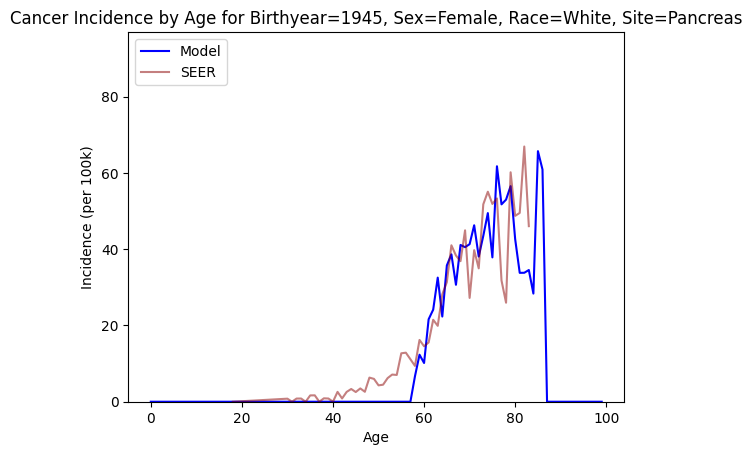 Cancer Incidence by Age for Birthyear=1945, Sex=Female, Race=White, Site=Pancreas
Model
SEER
80
60
40
20
0
Incidence (per 100k)
0 20 40 60 80 100
Age